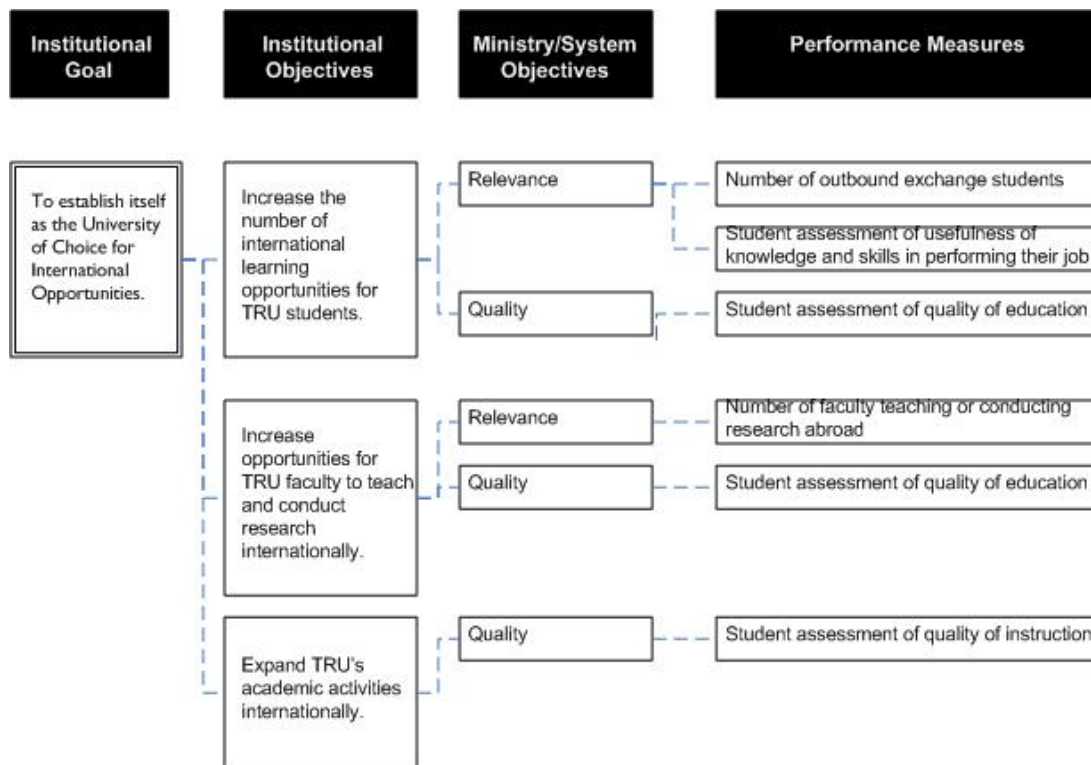 Institutional
Goal
Institutional
Objectives
Ministry/System
Objectives
Performance Measures
To establish itself
as the University
of Choice for
International
Opportunities.
Increase the
number of
international
learning
opportunities for
TRU students.
Relevance
Number of outbound exchange students
Student assessment of usefulness of
knowledge and skills in performing their job
Quality
Student assessment of quality of education
Increase
opportunities for
TRU faculty to teach
and conduct
research
internationally.
Relevance
Number of faculty teaching or conducting
research abroad
Quality
Student assessment of quality of education
Expand TRU's
academic activities
internationally.
Quality
Student assessment of quality of instruction